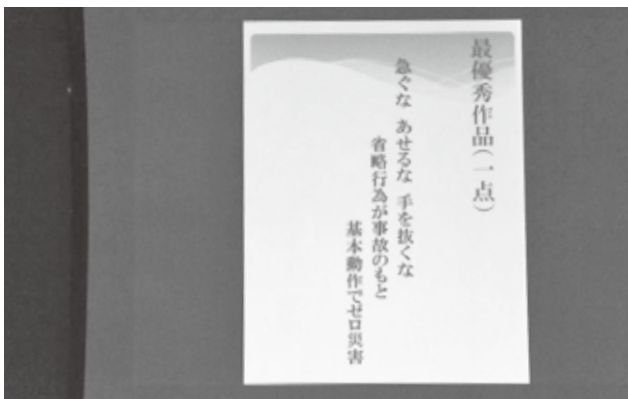 最優秀作品(一点)
急ぐな あせるな 手を抜くな
省略行為が事故のもと
基本動作でゼロ災害